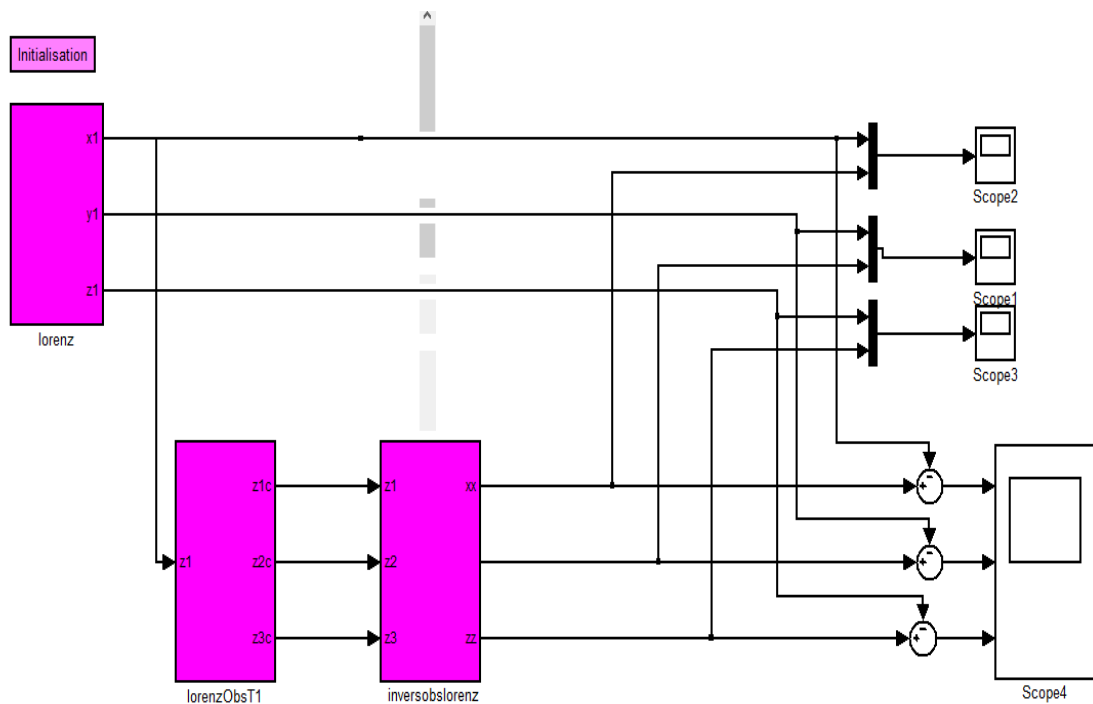 Initialisation
x1
y1
z1
lorenz
Scope2
Scope1
Scope3
z1
z1c
z2c
z3c
lorenzObsT1
z1
z2
z3
xx
zz
inversobslorenz
+ -
+ -
+ -
Scope4